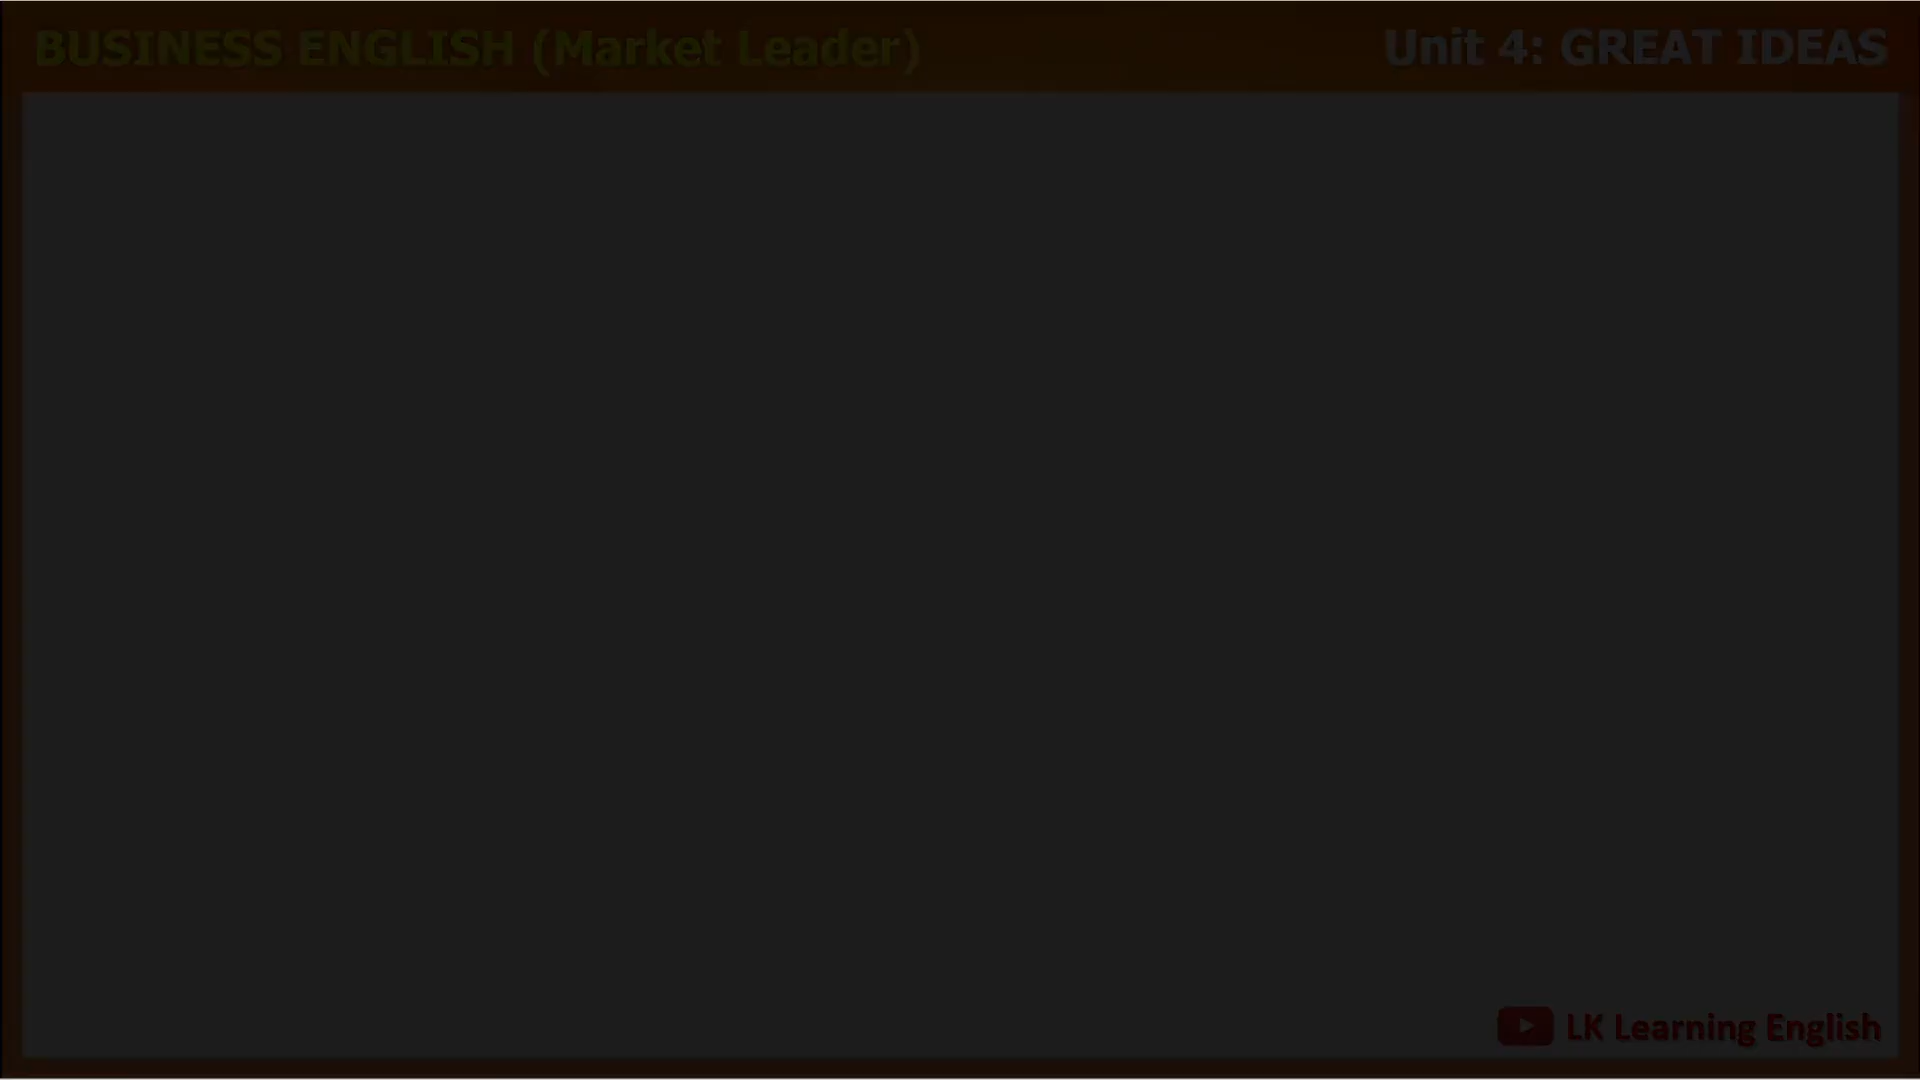 BUSINESS ENGLISH (Market Leader)
Unit 4: GREAT IDEAS
LK Learning English